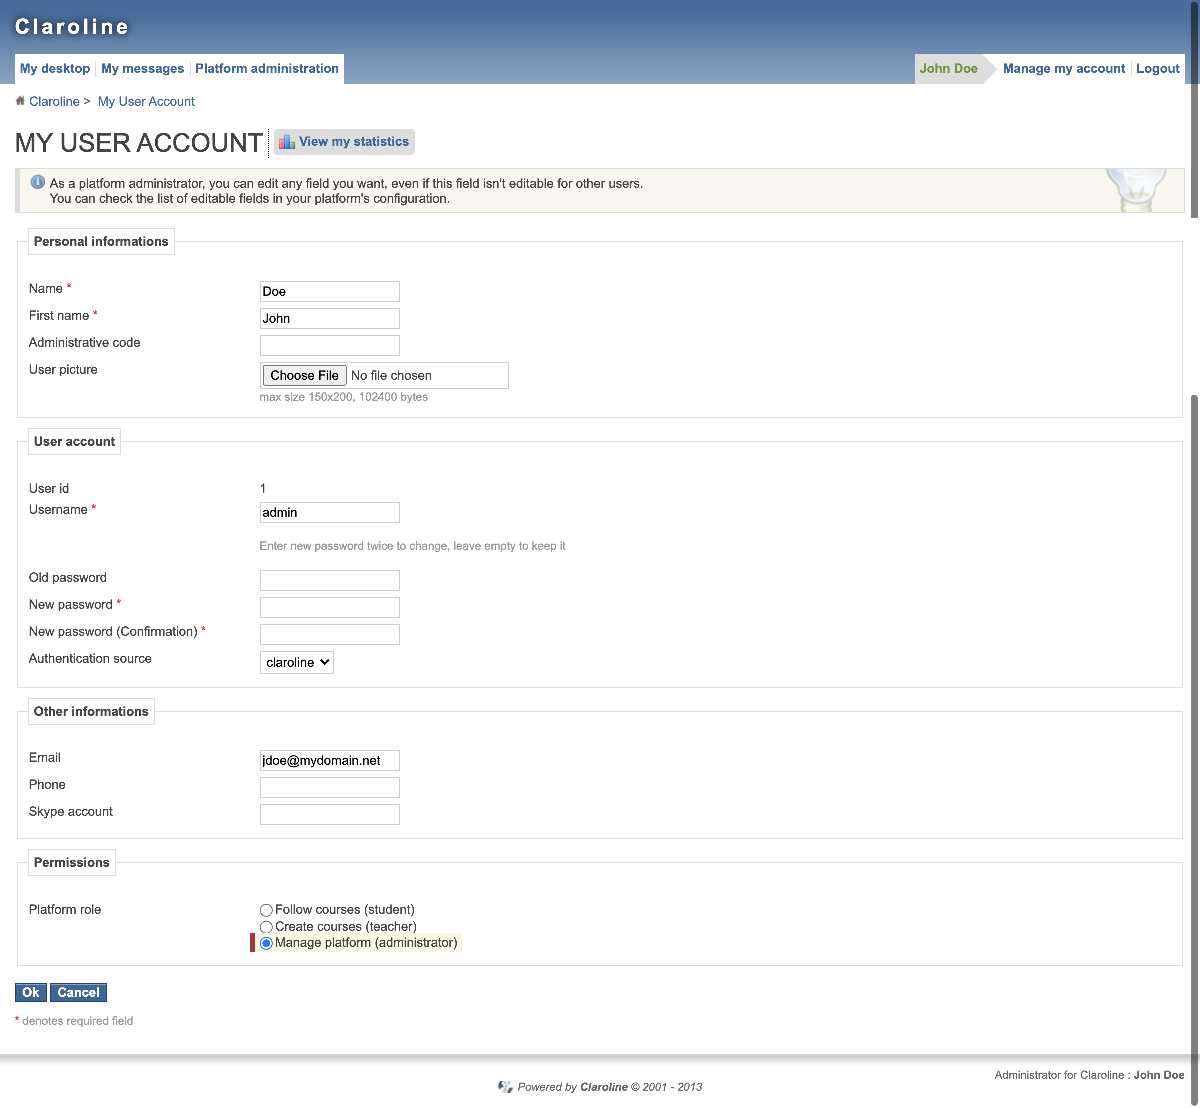 Claroline
My desktop My messages Platform administration
John Doe Manage my account Logout
Claroline > My User Account
MY USER ACCOUNT View my statistics
As a platform administrator, you can edit any field you want, even if this field isn't editable for other users.
You can check the list of editable fields in your platform's configuration.
Personal informations
Name * Doe
First name * John
Administrative code
User picture Choose File No file chosen
max size 150x200, 102400 bytes
User account
User id 1
Username * admin
Enter new password twice to change, leave empty to keep it
Old password
New password *
New password (Confirmation) *
Authentication source claroline
Other informations
Email jdoe@mydomain.net
Phone
Skype account
Permissions
Platform role Follow courses (student)
Create courses (teacher)
Manage platform (administrator)
Ok Cancel
* denotes required field
Administrator for Claroline : John Doe
Powered by Claroline © 2001 - 2013